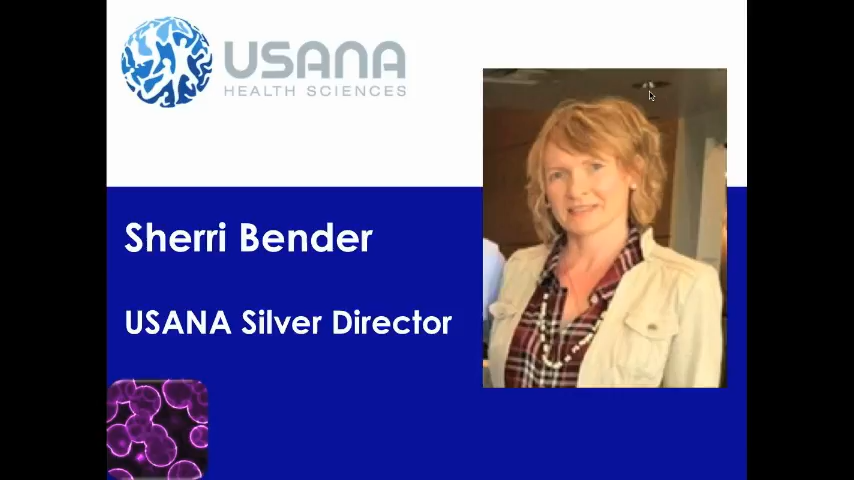 USANA
HEALTH SCIENCES
Sherri Bender
USANA Silver Director